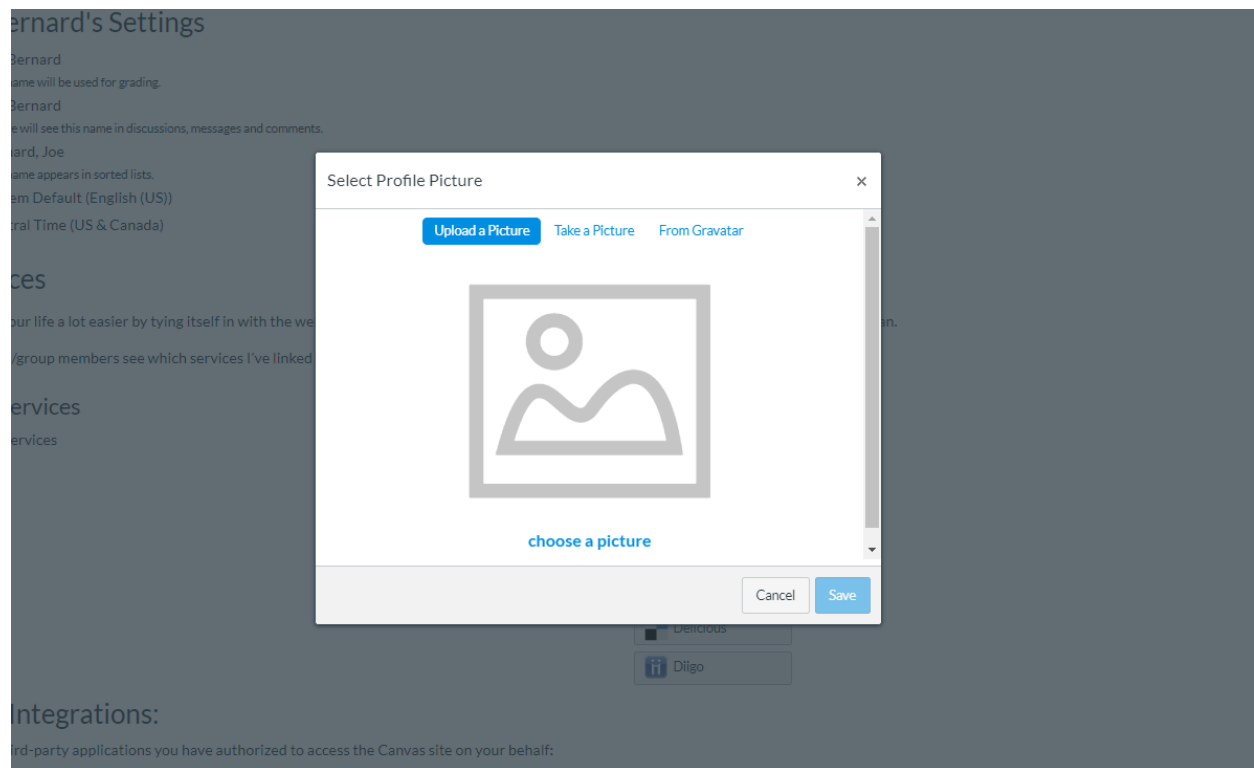 ernard's Settings
Bernard
name will be used for grading.
Bernard
e will see this name in discussions, messages and comments.
ard, Joe
name appears in sorted lists.
em Default (English (US))
ral Time (US & Canada)
Select Profile Picture
×
Upload a Picture Take a Picture From Gravatar
ces
our life a lot easier by tying itself in with the we
an.
/group members see which services I've linked
ervices
ervices
choose a picture
Cancel Save
Delicious
Diigo
Integrations:
ird-party applications you have authorized to access the Canvas site on your behalf: